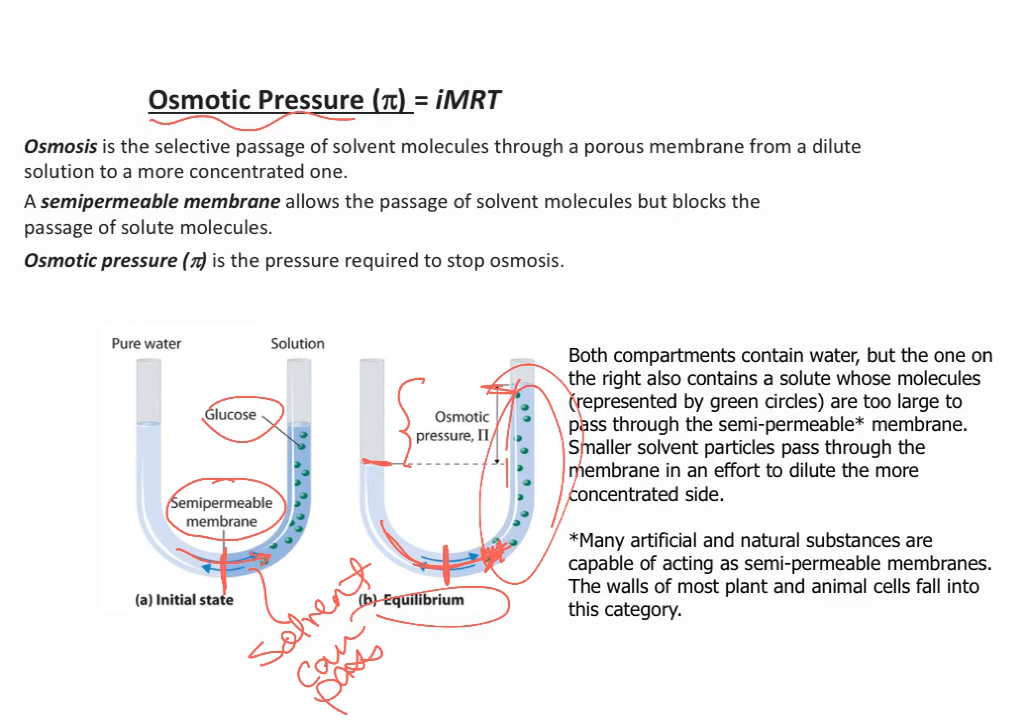 Osmotic Pressure (π) = iMRT
Osmosis is the selective passage of solvent molecules through a porous membrane from a dilute
solution to a more concentrated one.
A semipermeable membrane allows the passage of solvent molecules but blocks the
passage of solute molecules.
Osmotic pressure (π) is the pressure required to stop osmosis.
Pure water
Solution
Glucose
Semipermeable
membrane
(a) Initial state
Osmotic
pressure, Π
(b) Equilibrium
Solvent
can
pass
Both compartments contain water, but the one on
the right also contains a solute whose molecules
(represented by green circles) are too large to
pass through the semi-permeable* membrane.
Smaller solvent particles pass through the
membrane in an effort to dilute the more
concentrated side.
*Many artificial and natural substances are
capable of acting as semi-permeable membranes.
The walls of most plant and animal cells fall into
this category.